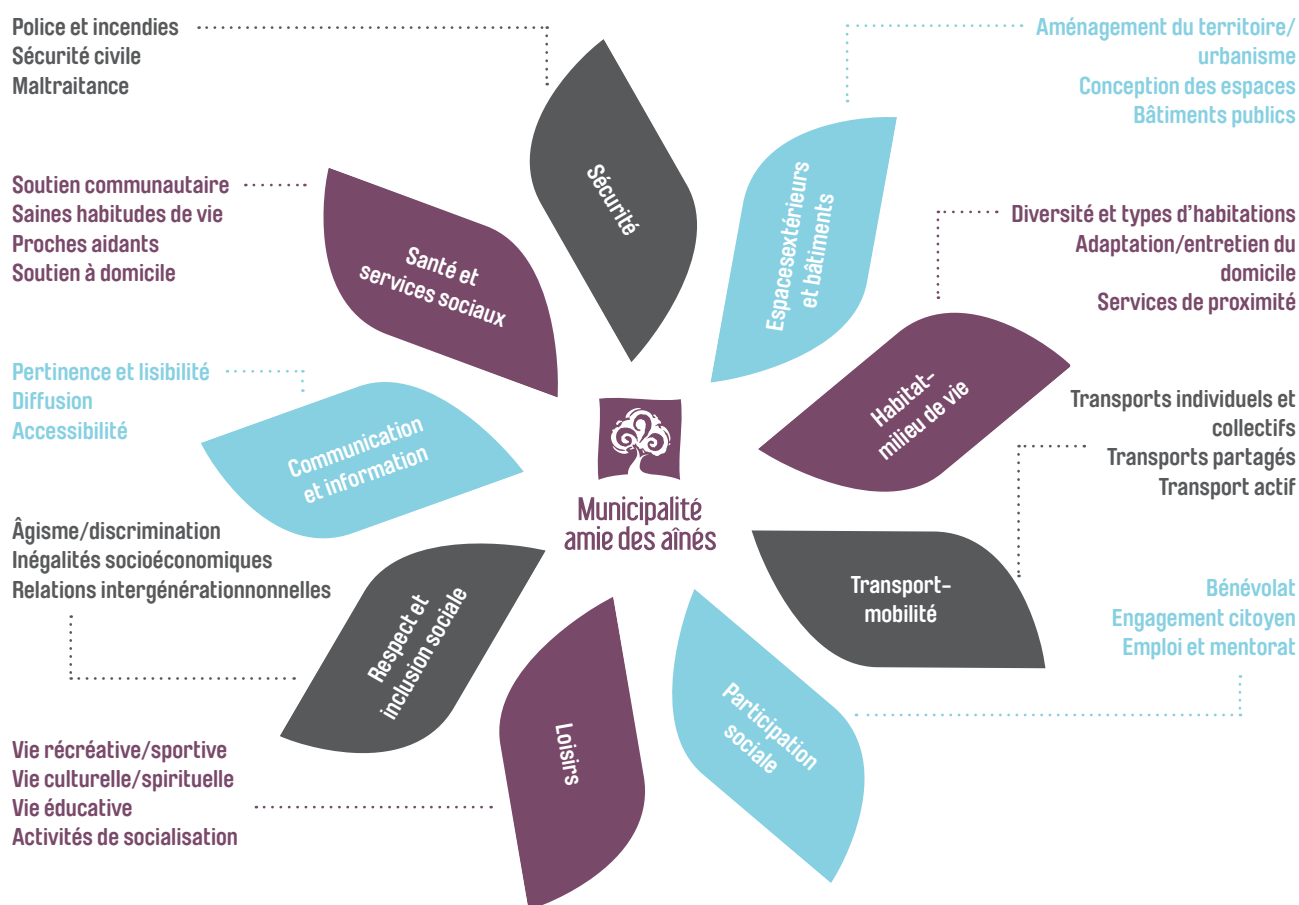 Police et incendies
Sécurité civile
Maltraitance
Aménagement du territoire/
urbanisme
Conception des espaces
Bâtiments publics
Sécurité
Espacesextérieurs
et bâtiments
Soutien communautaire
Saines habitudes de vie
Proches aidants
Soutien à domicile
Santé et
services sociaux
Diversité et types d'habitations
Adaptation/entretien du
domicile
Services de proximité
Habitat-
milieu de vie
Pertinence et lisibilité
Diffusion
Accessibilité
Communication
et information
Transports individuels et
collectifs
Transports partagés
Transport actif
Municipalité
amie des aînés
Transport-
mobilité
Âgisme/discrimination
Inégalités socioéconomiques
Relations intergénérationnonnelles
Respect et
inclusion sociale
Bénévolat
Engagement citoyen
Emploi et mentorat
Participation
sociale
Loisirs
Vie récréative/sportive
Vie culturelle/spirituelle
Vie éducative
Activités de socialisation